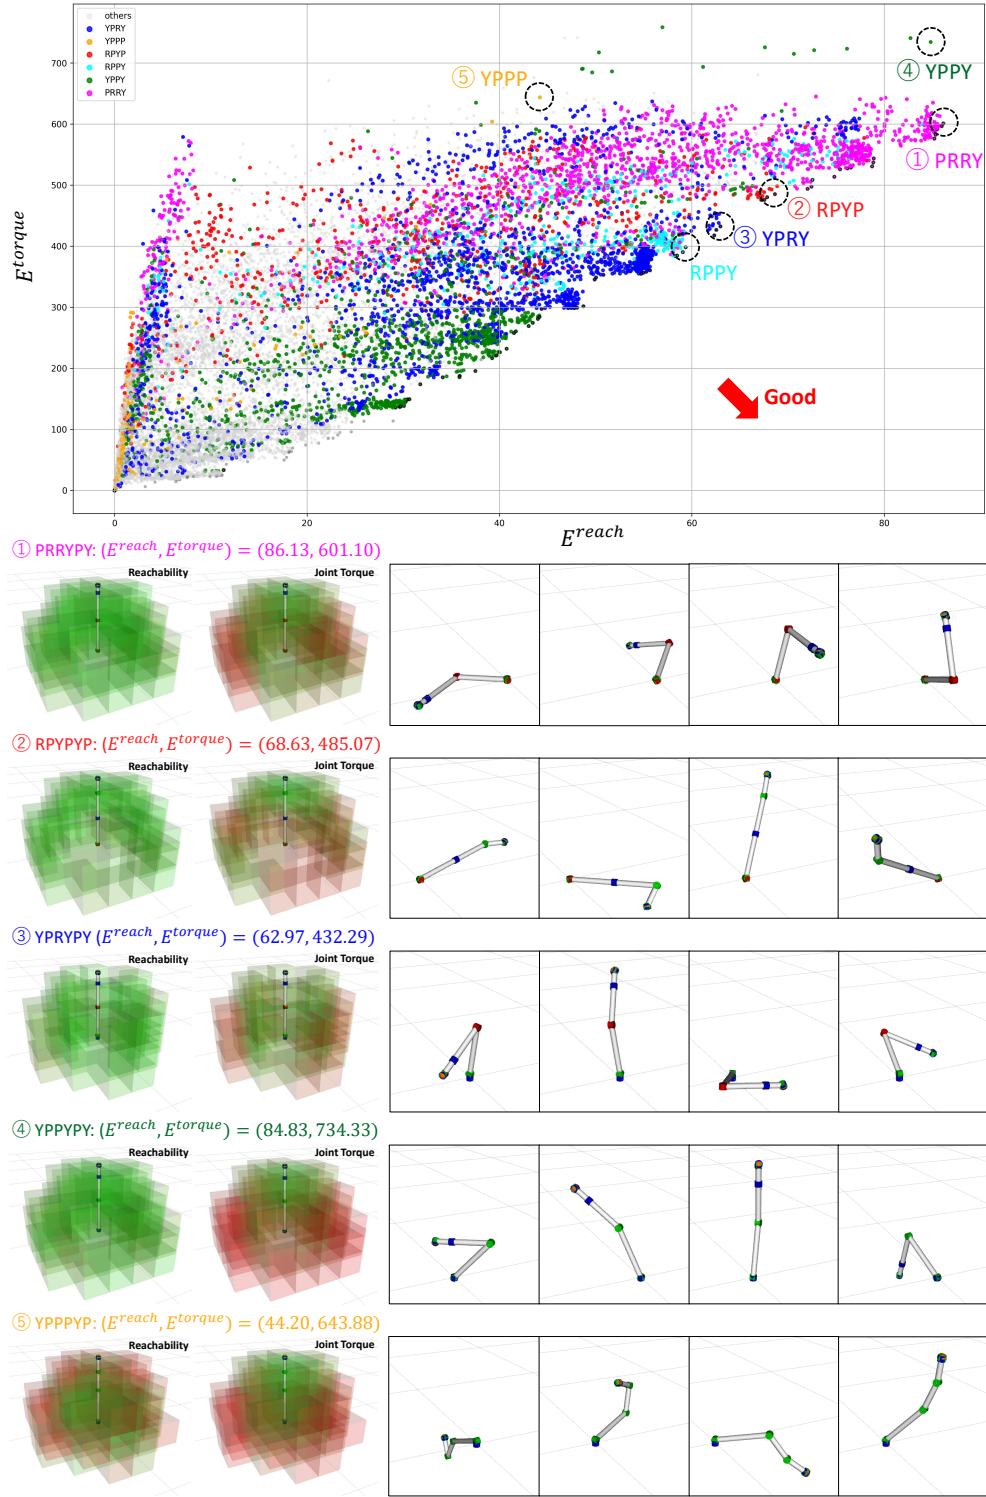 others
YPRY
YPPP
RPYP
RPPY
YPPY
PRRY
700
600
500
400
300
200
100
0
E^{torque}
0
20
40
60
80
E^{reach}
⑤ YPPP
④ YPPY
① PRRY
② RPYP
③ YPRY
RPPY
Good
① PRRYPY: (E^{reach}, E^{torque}) = (86.13, 601.10)
Reachability
Joint Torque
② RPYPYP: (E^{reach}, E^{torque}) = (68.63, 485.07)
Reachability
Joint Torque
③ YPRYPY (E^{reach}, E^{torque}) = (62.97, 432.29)
Reachability
Joint Torque
④ YPPYPY: (E^{reach}, E^{torque}) = (84.83, 734.33)
Reachability
Joint Torque
⑤ YPPPYP: (E^{reach}, E^{torque}) = (44.20, 643.88)
Reachability
Joint Torque